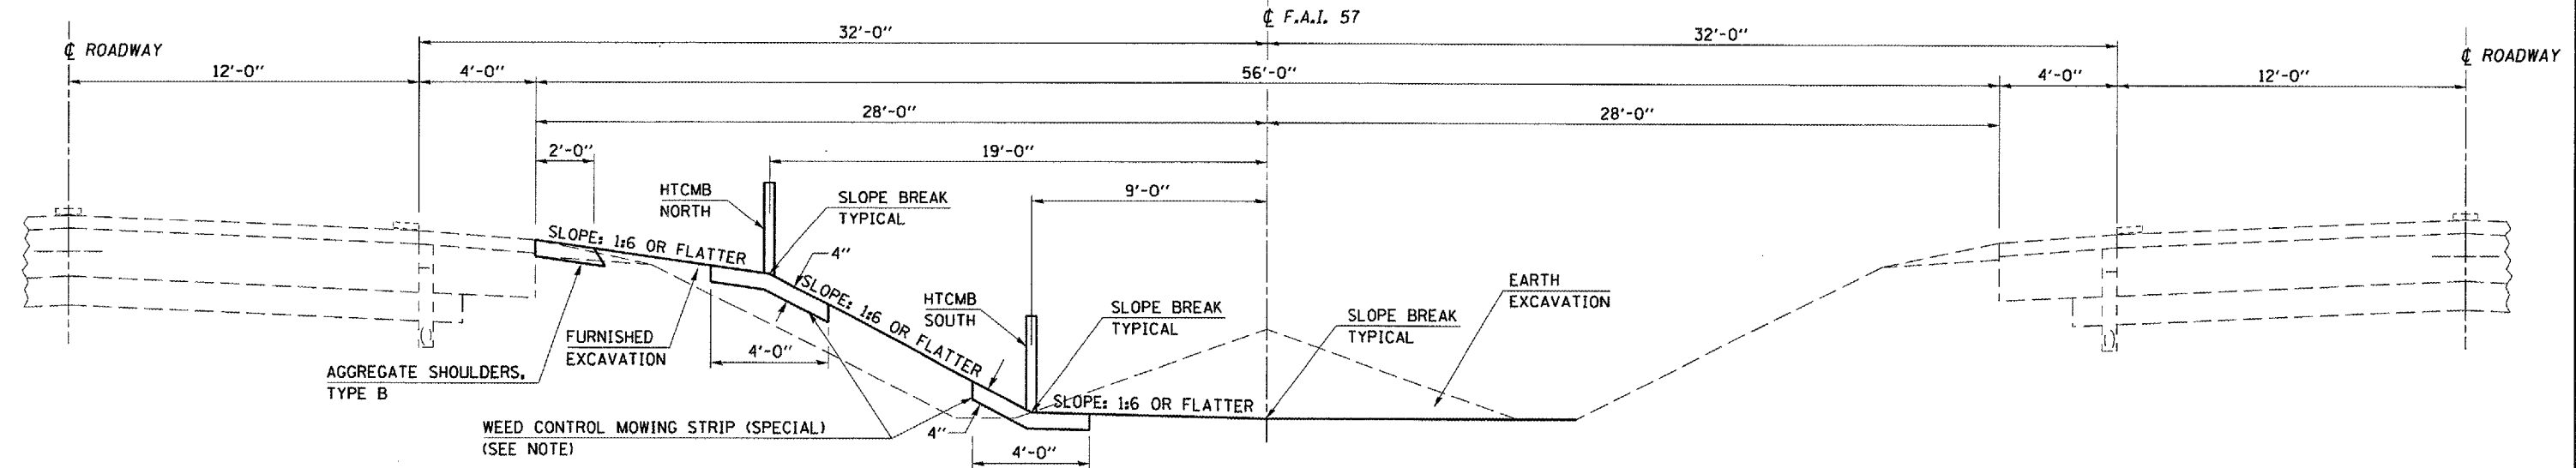 ℄ F.A.I. 57
32'-0"
32'-0"
℄ ROADWAY
℄ ROADWAY
12'-0"
4'-0"
56'-0"
4'-0"
12'-0"
28'-0"
28'-0"
2'-0"
19'-0"
HTCMB
NORTH
SLOPE BREAK
TYPICAL
9'-0"
SLOPE: 1:6 OR FLATTER
4"
SLOPE: 1:6 OR FLATTER
HTCMB
SOUTH
SLOPE BREAK
TYPICAL
SLOPE BREAK
TYPICAL
EARTH
EXCAVATION
FURNISHED
EXCAVATION
4'-0"
AGGREGATE SHOULDERS,
TYPE B
SLOPE: 1:6 OR FLATTER
WEED CONTROL MOWING STRIP (SPECIAL)
(SEE NOTE)
4"
4'-0"